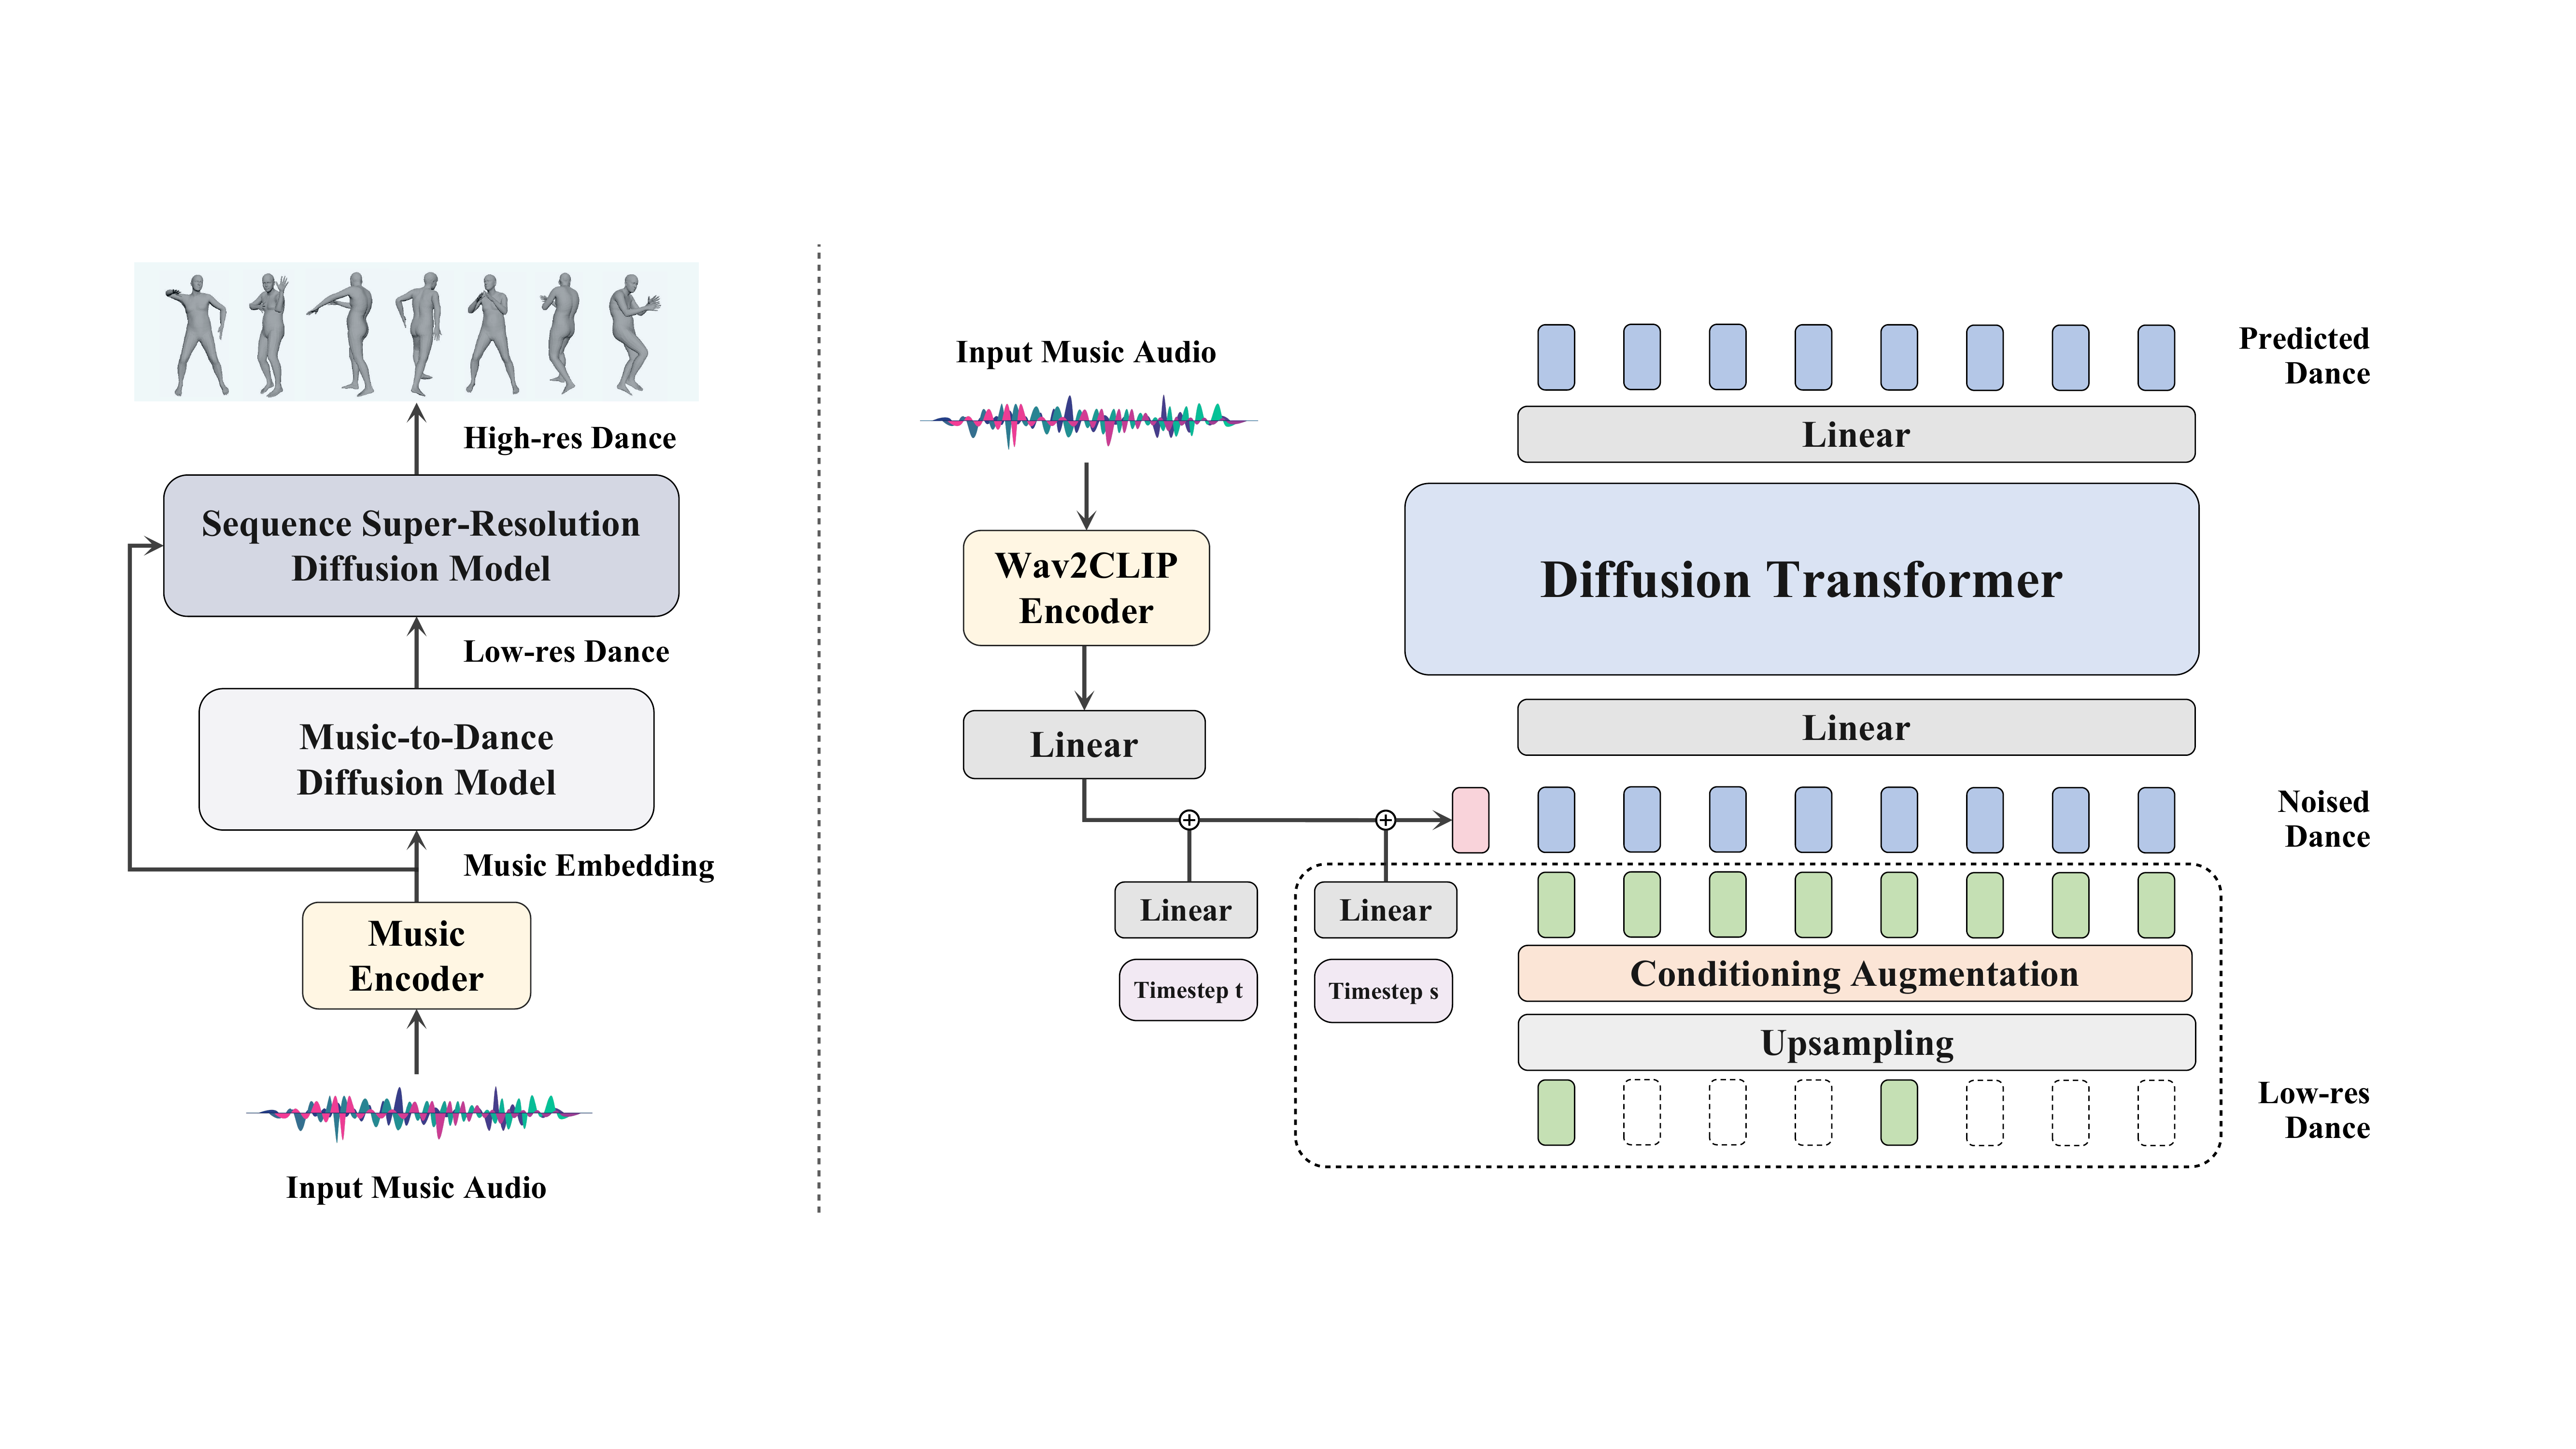 High-res Dance
Sequence Super-Resolution
Diffusion Model
Low-res Dance
Music-to-Dance
Diffusion Model
Music Embedding
Music
Encoder
Input Music Audio
Input Music Audio
Wav2CLIP
Encoder
Linear
Linear
Timestep t
Linear
Timestep s
Predicted
Dance
Linear
Diffusion Transformer
Linear
Noised
Dance
Conditioning Augmentation
Upsampling
Low-res
Dance